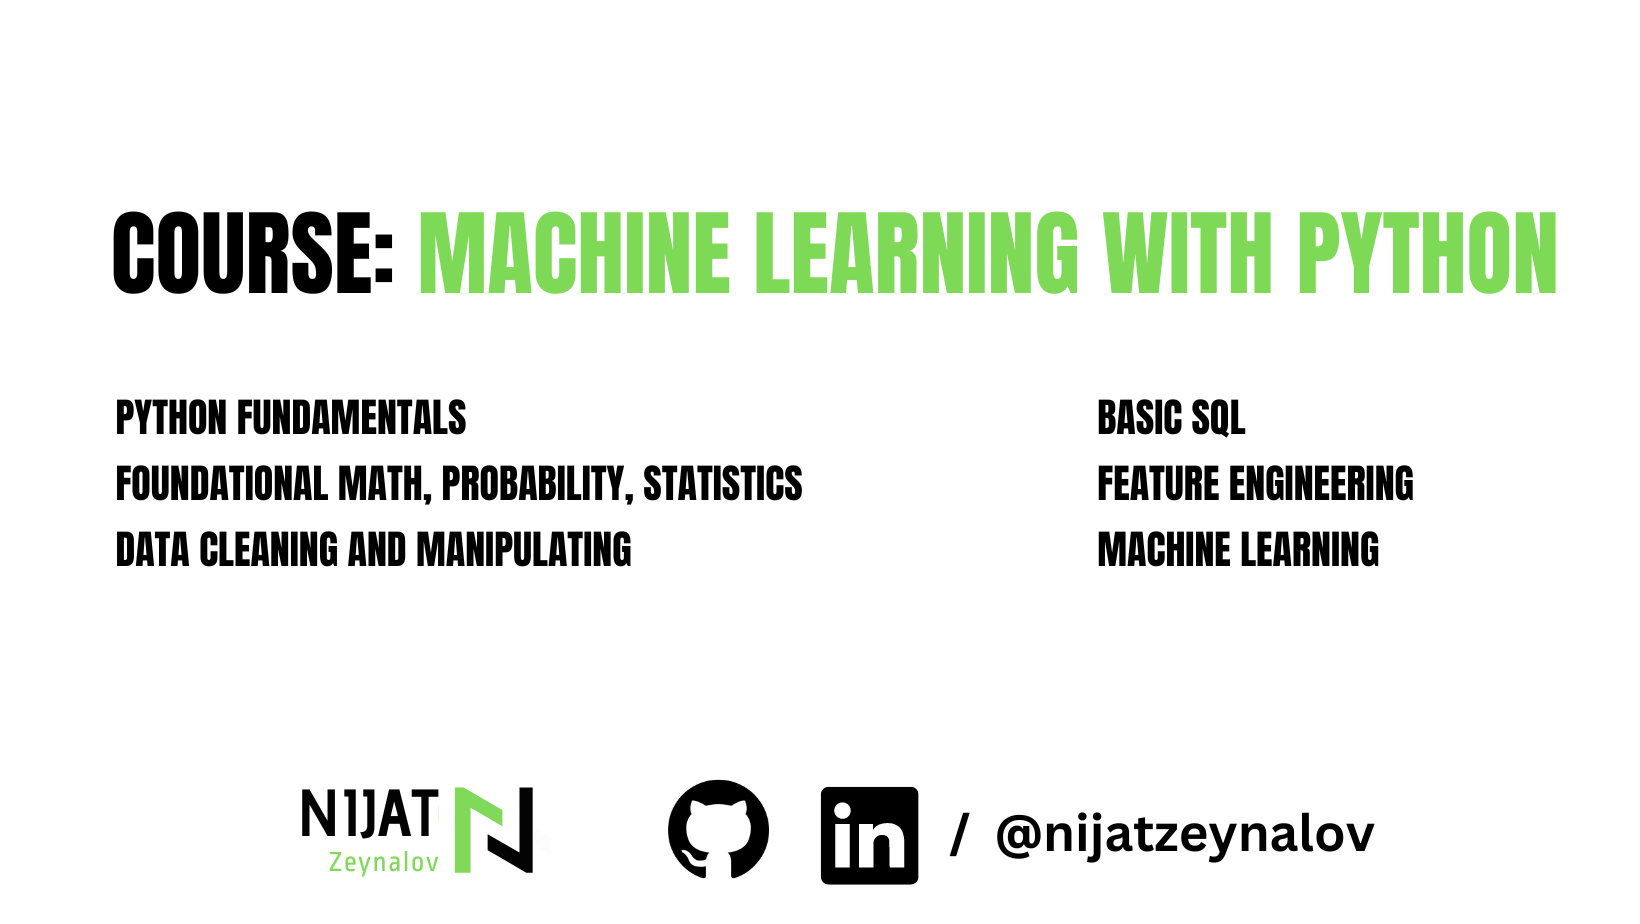 COURSE: MACHINE LEARNING WITH PYTHON
PYTHON FUNDAMENTALS
FOUNDATIONAL MATH, PROBABILITY, STATISTICS
DATA CLEANING AND MANIPULATING
BASIC SQL
FEATURE ENGINEERING
MACHINE LEARNING
NIJAT
Zeynalov
in / @nijatzeynalov